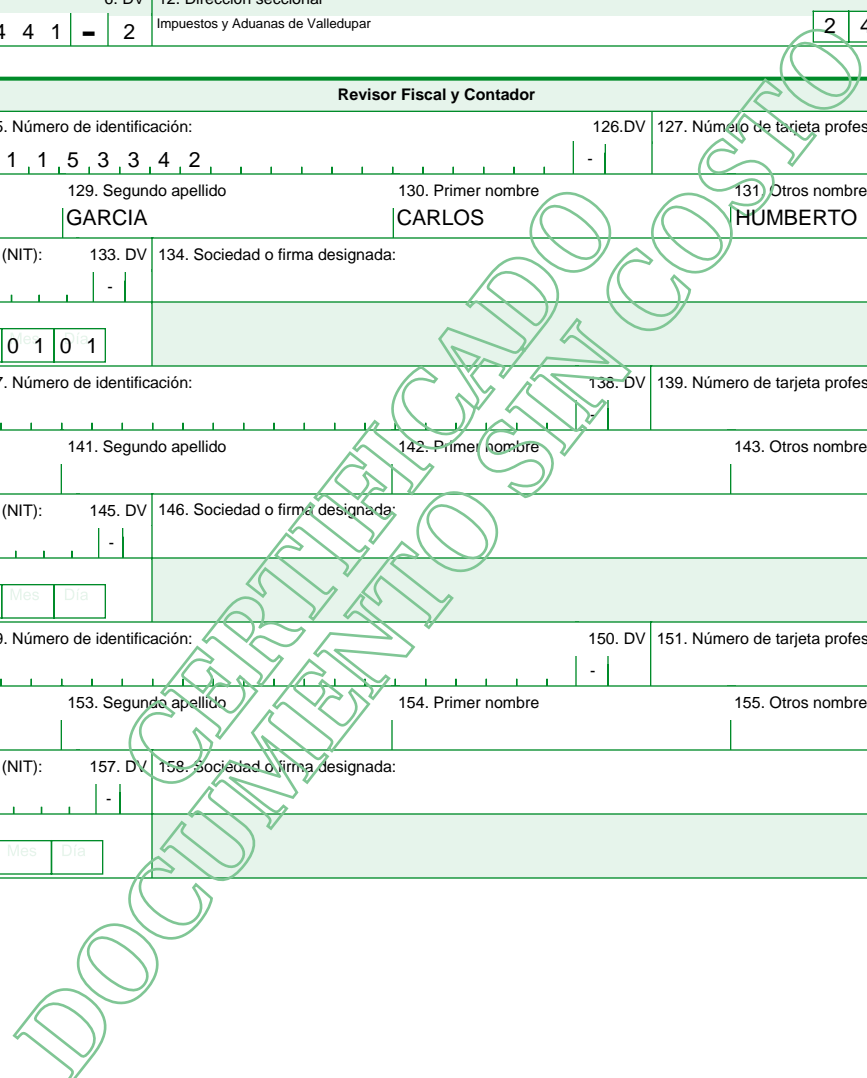 6. DV 12. Dirección seccional
4 4 1 - 2 Impuestos y Aduanas de Valledupar 2 4
Revisor Fiscal y Contador
5. Número de identificación: 126.DV 127. Número de tarjeta profes
1 1 5 3 3 4 2 -
129. Segundo apellido 130. Primer nombre 131. Otros nombre
GARCIA CARLOS HUMBERTO
(NIT): 133. DV 134. Sociedad o firma designada:
-
Mes Día
0 1 0 1
7. Número de identificación: 138. DV 139. Número de tarjeta profes
-
141. Segundo apellido 142. Primer nombre 143. Otros nombre
(NIT): 145. DV 146. Sociedad o firma designada:
-
Mes Día
9. Número de identificación: 150. DV 151. Número de tarjeta profes
-
153. Segundo apellido 154. Primer nombre 155. Otros nombre
(NIT): 157. DV 158. Sociedad o firma designada:
-
Mes Día
CERTIFICADO
DOCUMENTO SIN COSTO